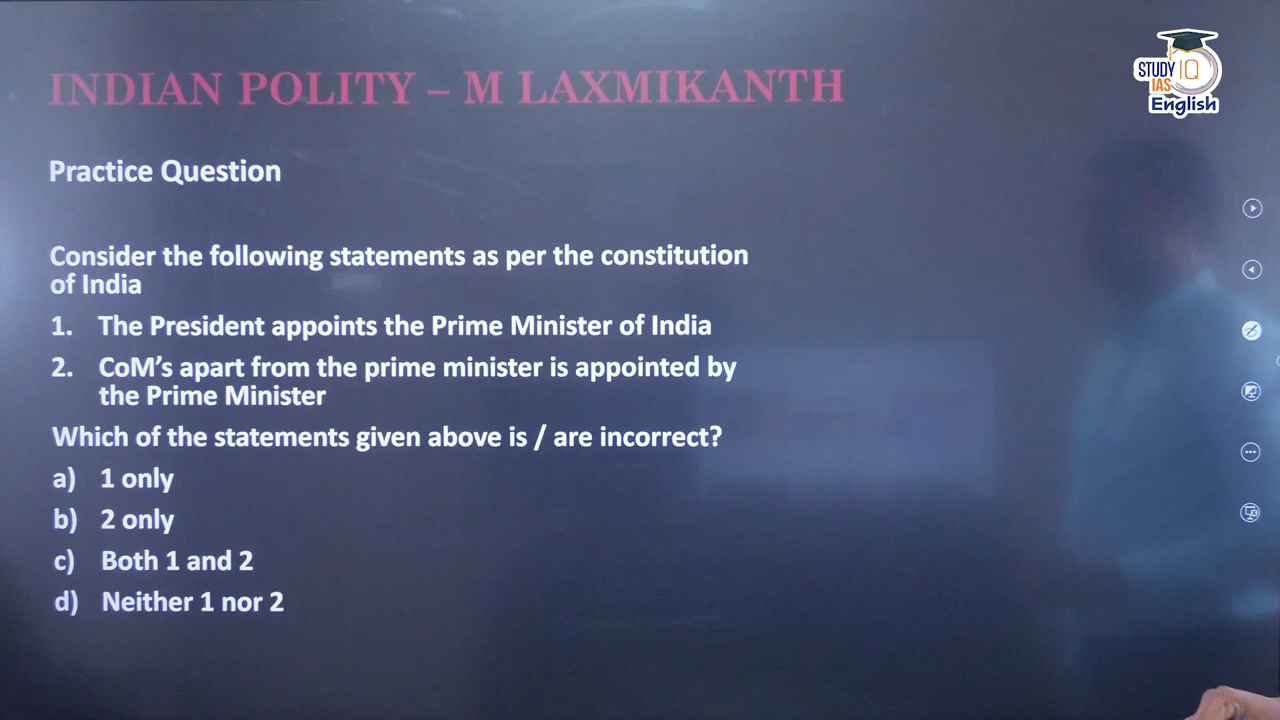 INDIAN POLITY – M LAXMIKANTH
STUDY IQ
IAS
English
Practice Question
Consider the following statements as per the constitution
of India
1. The President appoints the Prime Minister of India
2. CoM's apart from the prime minister is appointed by
the Prime Minister
Which of the statements given above is / are incorrect?
a) 1 only
b) 2 only
c) Both 1 and 2
d) Neither 1 nor 2